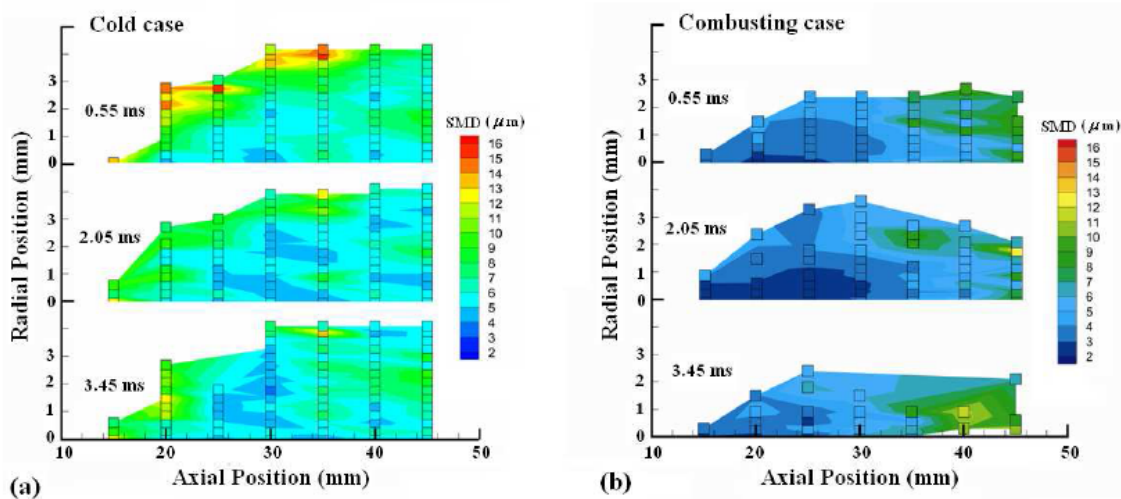 Cold case
3
2
1
0
0.55 ms
SMD (μm)
16
15
14
13
12
10
9
8
7
6
5
4
3
2
3
2
1
0
2.05 ms
3
2
1
0
3.45 ms
10 20 30 40 50
Radial Position (mm)
Axial Position (mm)
(a)
Combusting case
3
2
1
0
0.55 ms
SMD (μm)
16
15
14
13
12
11
10
9
8
7
6
5
4
3
2
3
2
1
0
2.05 ms
3
2
1
0
3.45 ms
10 20 30 40 50
Radial Position (mm)
Axial Position (mm)
(b)